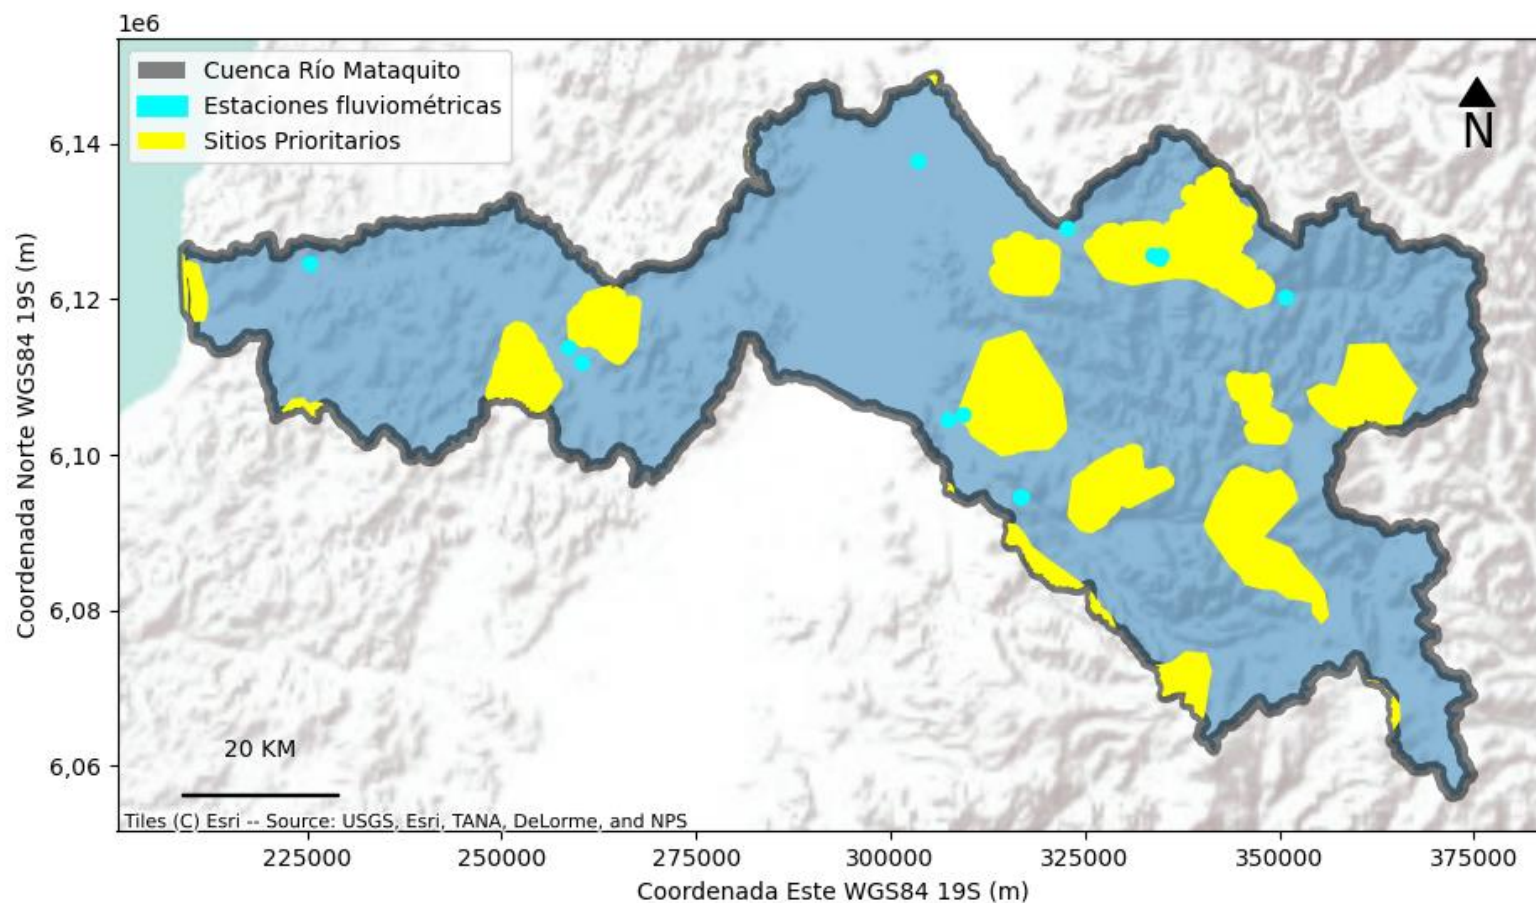 1e6
Cuenca Río Mataquito
Estaciones fluviométricas
Sitios Prioritarios
N
6,14
6,12
6,10
6,08
6,06
Coordenada Norte WGS84 19S (m)
20 KM
Tiles (C) Esri -- Source: USGS, Esri, TANA, DeLorme, and NPS
225000 250000 275000 300000 325000 350000 375000
Coordenada Este WGS84 19S (m)